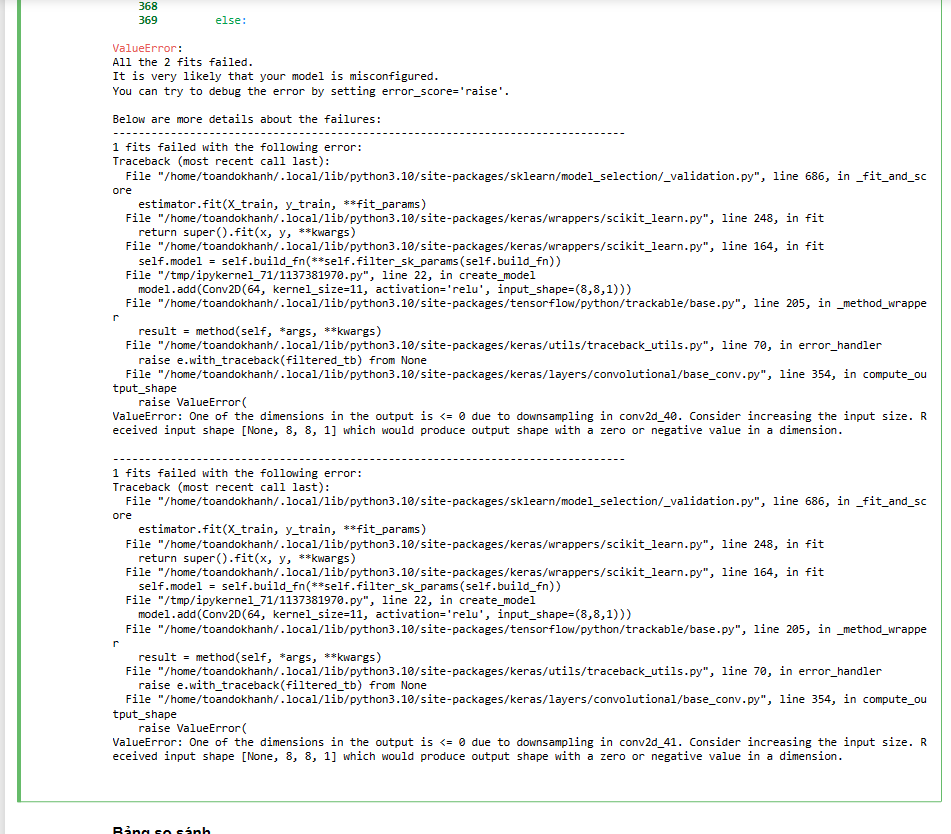 368
369         else:
ValueError:
All the 2 fits failed.
It is very likely that your model is misconfigured.
You can try to debug the error by setting error_score='raise'.
Below are more details about the failures:
--------------------------------------------------------------------------------
1 fits failed with the following error:
Traceback (most recent call last):
  File "/home/toandokhanh/.local/lib/python3.10/site-packages/sklearn/model_selection/_validation.py", line 686, in _fit_and_sc
ore
    estimator.fit(X_train, y_train, **fit_params)
  File "/home/toandokhanh/.local/lib/python3.10/site-packages/keras/wrappers/scikit_learn.py", line 248, in fit
    return super().fit(x, y, **kwargs)
  File "/home/toandokhanh/.local/lib/python3.10/site-packages/keras/wrappers/scikit_learn.py", line 164, in fit
    self.model = self.build_fn(**self.filter_sk_params(self.build_fn))
  File "/tmp/ipykernel_71/1137381970.py", line 22, in create_model
    model.add(Conv2D(64, kernel_size=11, activation='relu', input_shape=(8,8,1)))
  File "/home/toandokhanh/.local/lib/python3.10/site-packages/tensorflow/python/trackable/base.py", line 205, in _method_wrappe
r
    result = method(self, *args, **kwargs)
  File "/home/toandokhanh/.local/lib/python3.10/site-packages/keras/utils/traceback_utils.py", line 70, in error_handler
    raise e.with_traceback(filtered_tb) from None
  File "/home/toandokhanh/.local/lib/python3.10/site-packages/keras/layers/convolutional/base_conv.py", line 354, in compute_ou
tput_shape
    raise ValueError(
ValueError: One of the dimensions in the output is <= 0 due to downsampling in conv2d_40. Consider increasing the input size. R
eceived input shape [None, 8, 8, 1] which would produce output shape with a zero or negative value in a dimension.
--------------------------------------------------------------------------------
1 fits failed with the following error:
Traceback (most recent call last):
  File "/home/toandokhanh/.local/lib/python3.10/site-packages/sklearn/model_selection/_validation.py", line 686, in _fit_and_sc
ore
    estimator.fit(X_train, y_train, **fit_params)
  File "/home/toandokhanh/.local/lib/python3.10/site-packages/keras/wrappers/scikit_learn.py", line 248, in fit
    return super().fit(x, y, **kwargs)
  File "/home/toandokhanh/.local/lib/python3.10/site-packages/keras/wrappers/scikit_learn.py", line 164, in fit
    self.model = self.build_fn(**self.filter_sk_params(self.build_fn))
  File "/tmp/ipykernel_71/1137381970.py", line 22, in create_model
    model.add(Conv2D(64, kernel_size=11, activation='relu', input_shape=(8,8,1)))
  File "/home/toandokhanh/.local/lib/python3.10/site-packages/tensorflow/python/trackable/base.py", line 205, in _method_wrappe
r
    result = method(self, *args, **kwargs)
  File "/home/toandokhanh/.local/lib/python3.10/site-packages/keras/utils/traceback_utils.py", line 70, in error_handler
    raise e.with_traceback(filtered_tb) from None
  File "/home/toandokhanh/.local/lib/python3.10/site-packages/keras/layers/convolutional/base_conv.py", line 354, in compute_ou
tput_shape
    raise ValueError(
ValueError: One of the dimensions in the output is <= 0 due to downsampling in conv2d_41. Consider increasing the input size. R
eceived input shape [None, 8, 8, 1] which would produce output shape with a zero or negative value in a dimension.
Bảng so sánh